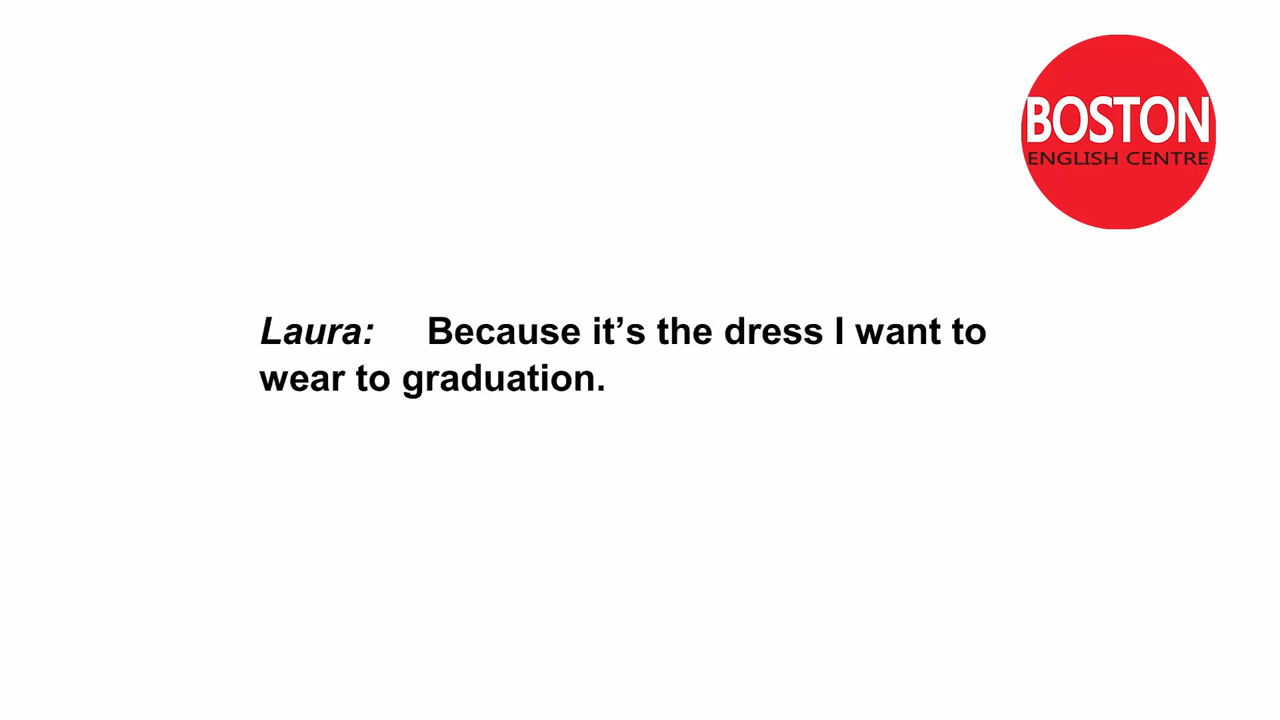 BOSTON
ENGLISH CENTRE
Laura: Because it’s the dress I want to
wear to graduation.